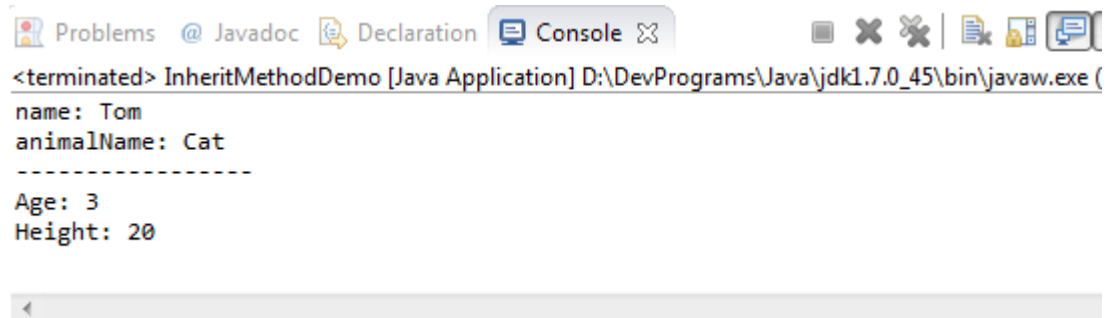 Problems @ Javadoc Declaration Console
<terminated> InheritMethodDemo [Java Application] D:\DevPrograms\Java\jdk1.7.0_45\bin\javaw.exe (
name: Tom
animalName: Cat
-----------------
Age: 3
Height: 20